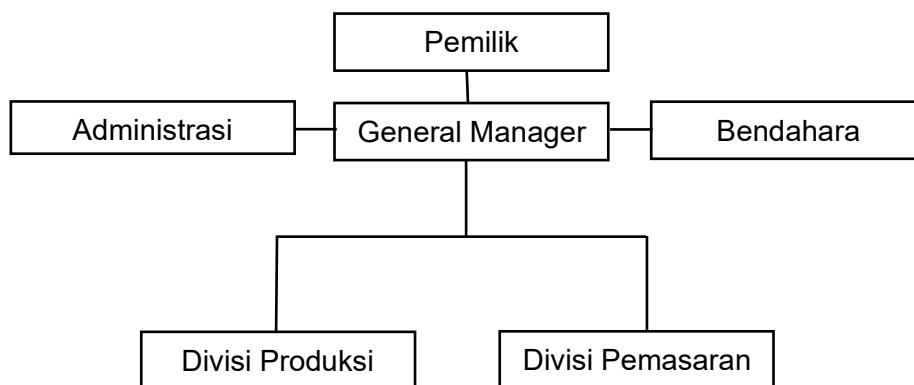 Pemilik
Administrasi
General Manager
Bendahara
Divisi Produksi
Divisi Pemasaran